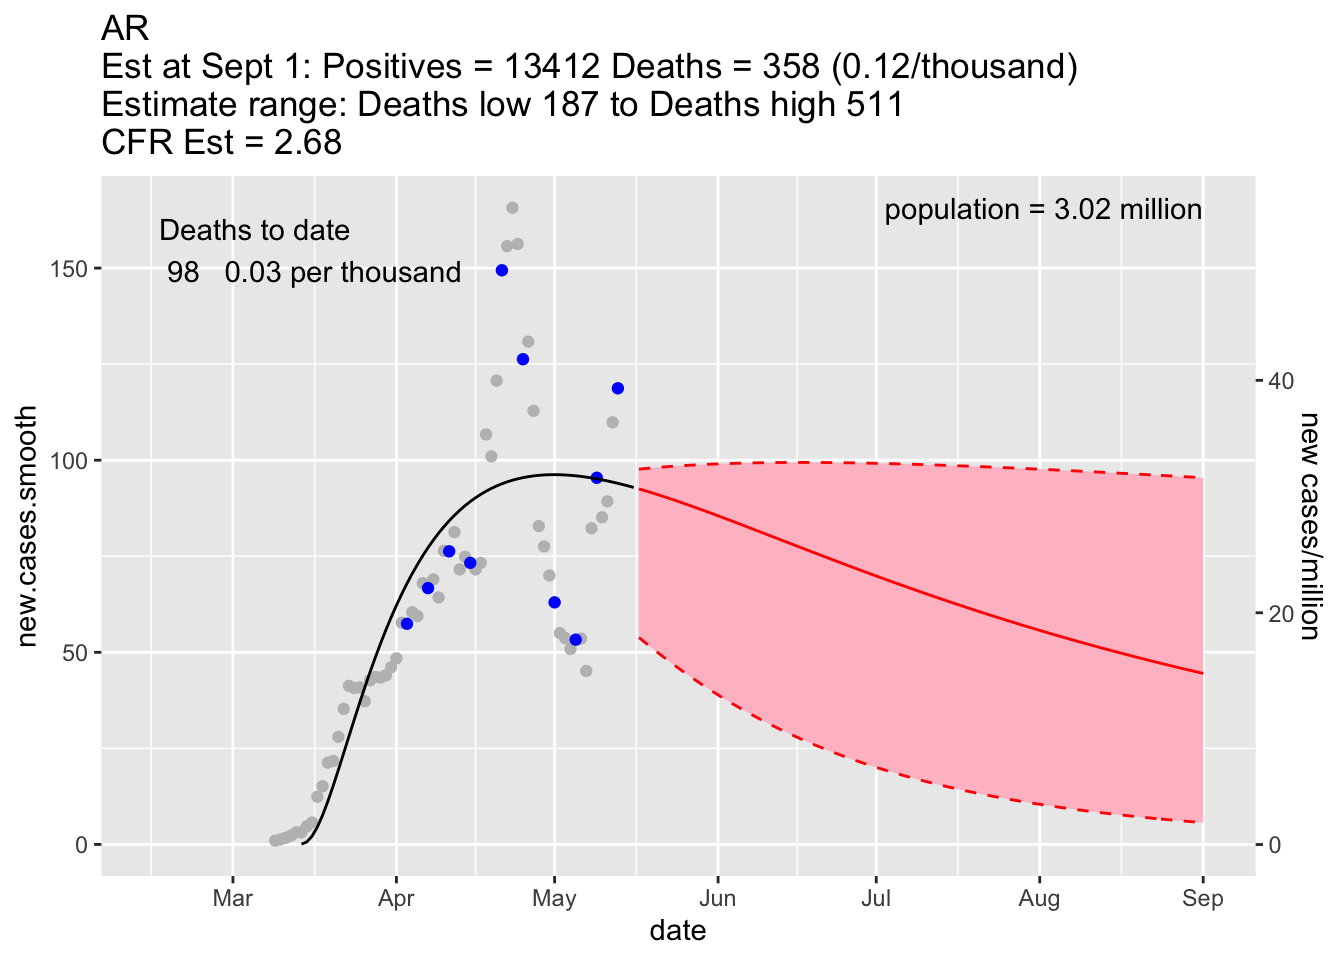 AR
Est at Sept 1: Positives = 13412 Deaths = 358 (0.12/thousand)
Estimate range: Deaths low 187 to Deaths high 511
CFR Est = 2.68
Deaths to date
98 0.03 per thousand
population = 3.02 million
150
100
50
0
new.cases.smooth
40
20
0
new cases/million
Mar Apr May Jun Jul Aug Sep
date